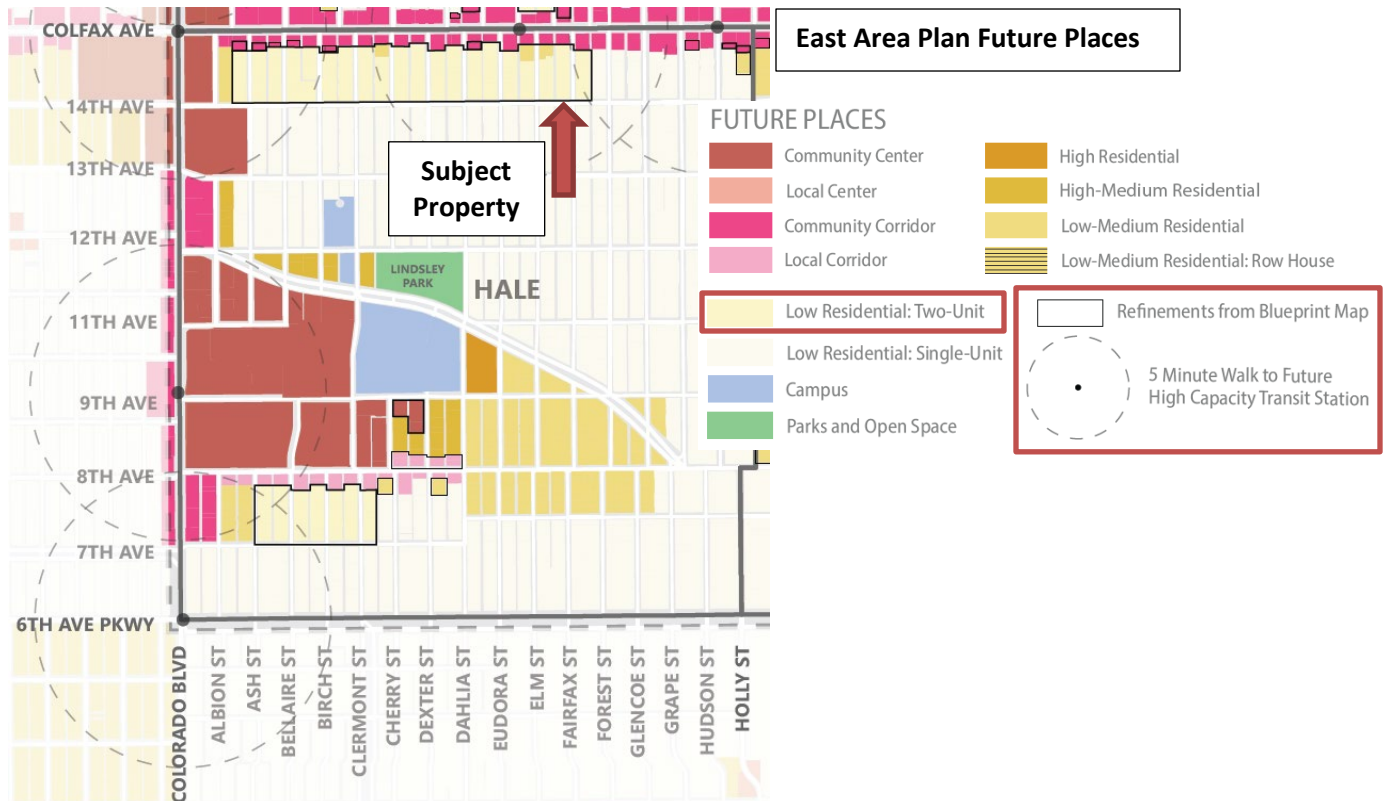 East Area Plan Future Places
COLFAX AVE
14TH AVE
13TH AVE
12TH AVE
11TH AVE
9TH AVE
8TH AVE
7TH AVE
6TH AVE PKWY
Subject
Property
LINDSLEY
PARK
HALE
COLORADO BLVD
ALBION ST
ASH ST
BELLAIRE ST
BIRCH ST
CLERMONT ST
CHERRY ST
DEXTER ST
DAHLIA ST
EUDORA ST
ELM ST
FAIRFAX ST
FOREST ST
GLENCOE ST
GRAPE ST
HUDSON ST
HOLLY ST
FUTURE PLACES
Community Center
Local Center
Community Corridor
Local Corridor
Low Residential: Two-Unit
Low Residential: Single-Unit
Campus
Parks and Open Space
High Residential
High-Medium Residential
Low-Medium Residential
Low-Medium Residential: Row House
Refinements from Blueprint Map
5 Minute Walk to Future
High Capacity Transit Station